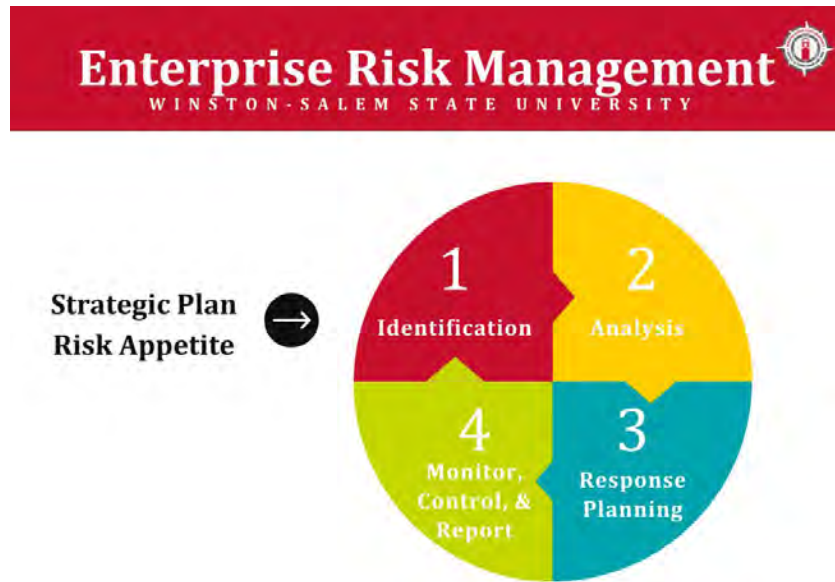 Enterprise Risk Management
WINSTON-SALEM STATE UNIVERSITY
Strategic Plan
Risk Appetite
1
Identification
2
Analysis
3
Response
Planning
4
Monitor,
Control, &
Report